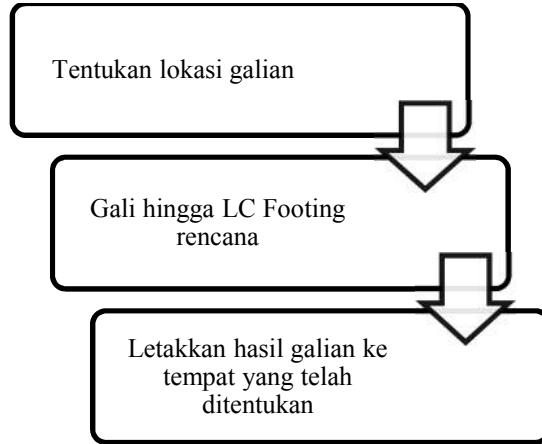 Tentukan lokasi galian
Gali hingga LC Footing
rencana
Letakkan hasil galian ke
tempat yang telah
ditentukan